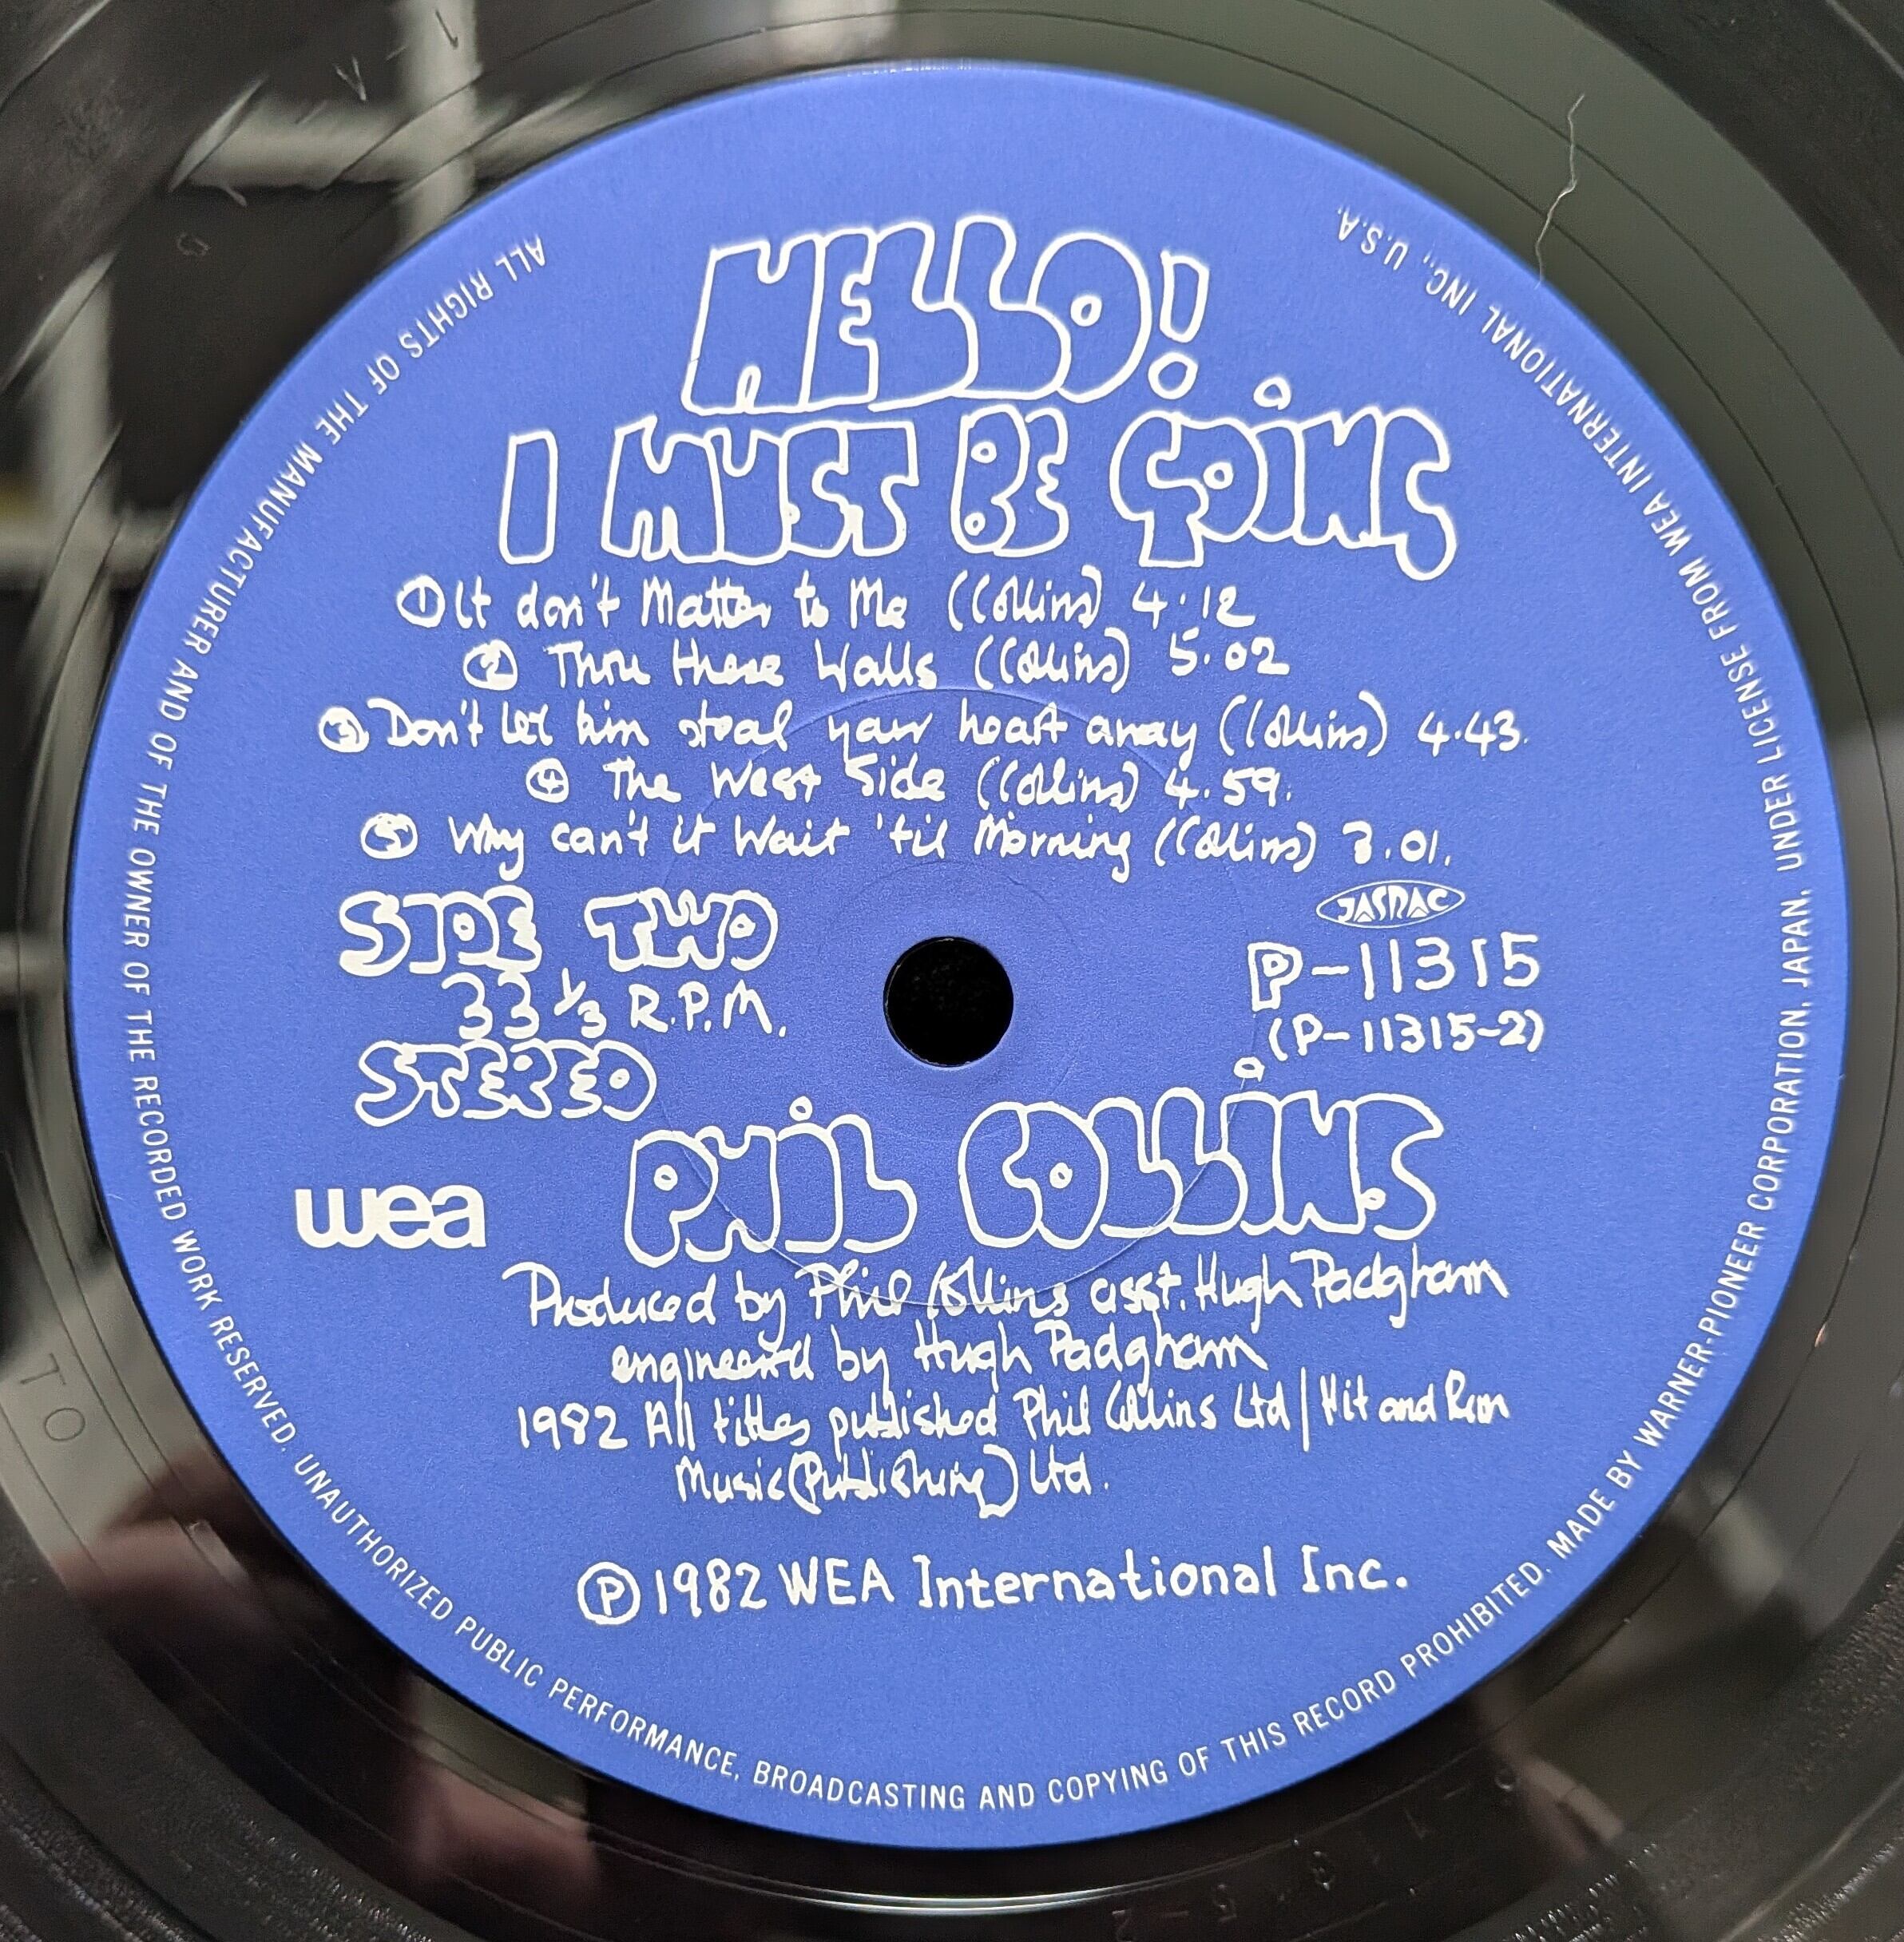 HELLO!
I MUST BE GOING
① It don't Matter to Me (Collins) 4.12
② Thru these Walls (Collins) 5.02
③ Don't let him steal your heart away (Collins) 4.43.
④ The West Side (Collins) 4.59.
⑤ Why can't it Wait 'til Morning (Collins) 3.01.
SIDE TWO
33 1/3 R.P.M.
STEREO
JASRAC
P-11315
(P-11315-2)
wea
PHIL COLLINS
Produced by Phil Collins asst. Hugh Padgham
engineered by Hugh Padgham
1982 All titles published Phil Collins Ltd / Hit and Run
Music (Publishing) Ltd.
Ⓟ 1982 WEA International Inc.
ALL RIGHTS OF THE MANUFACTURER AND OF THE OWNER OF THE RECORDED WORK RESERVED. UNAUTHORIZED PUBLIC PERFORMANCE, BROADCASTING AND COPYING OF THIS RECORD PROHIBITED. MADE BY WARNER-PIONEER CORPORATION, JAPAN, UNDER LICENSE FROM WEA INTERNATIONAL INC., U.S.A.